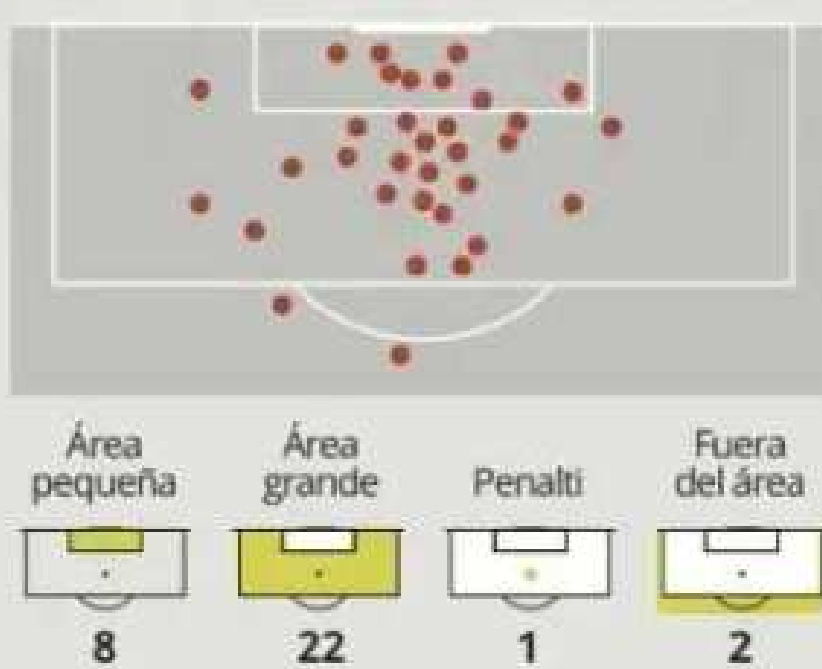 Área
pequeña
Área
grande
Penalti
Fuera
del área
8
22
1
2